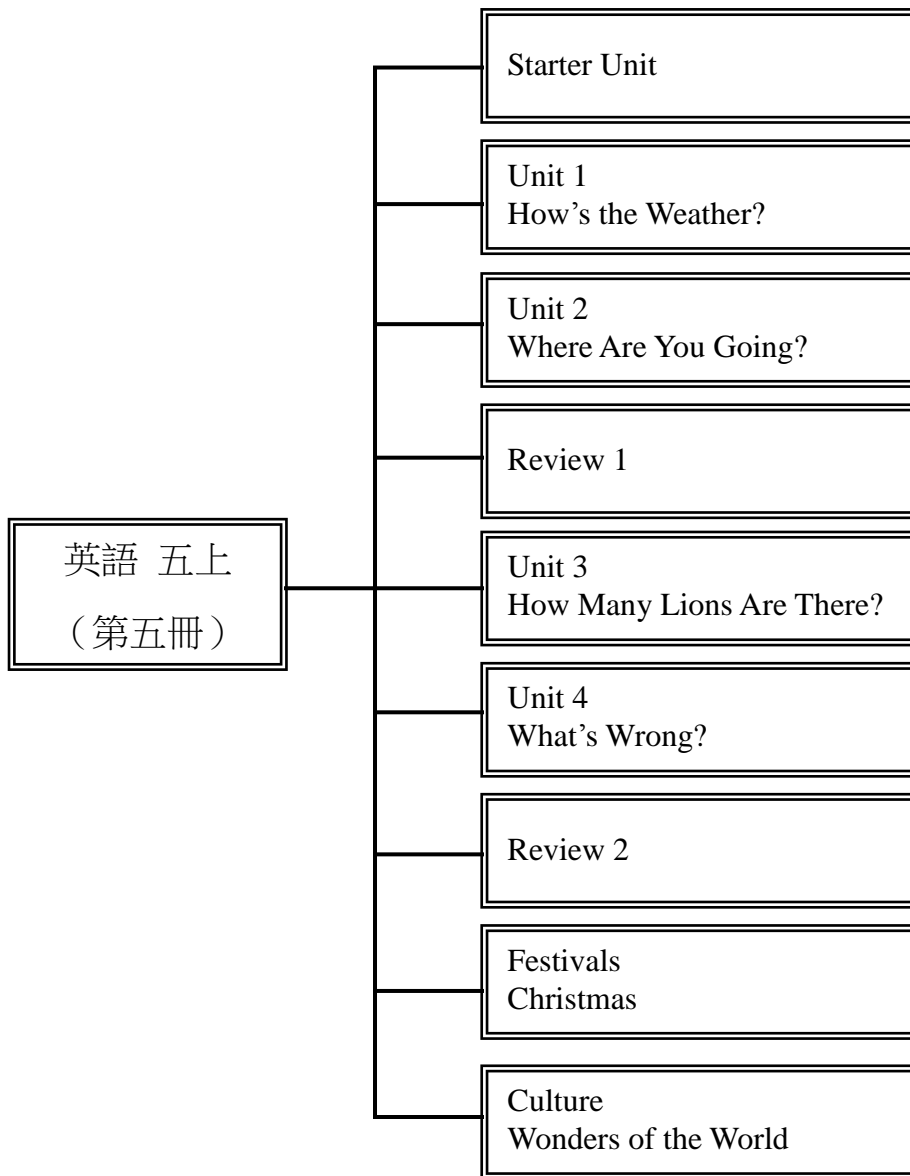 Starter Unit
Unit 1
How's the Weather?
Unit 2
Where Are You Going?
Review 1
英語 五上
（第五冊）
Unit 3
How Many Lions Are There?
Unit 4
What's Wrong?
Review 2
Festivals
Christmas
Culture
Wonders of the World